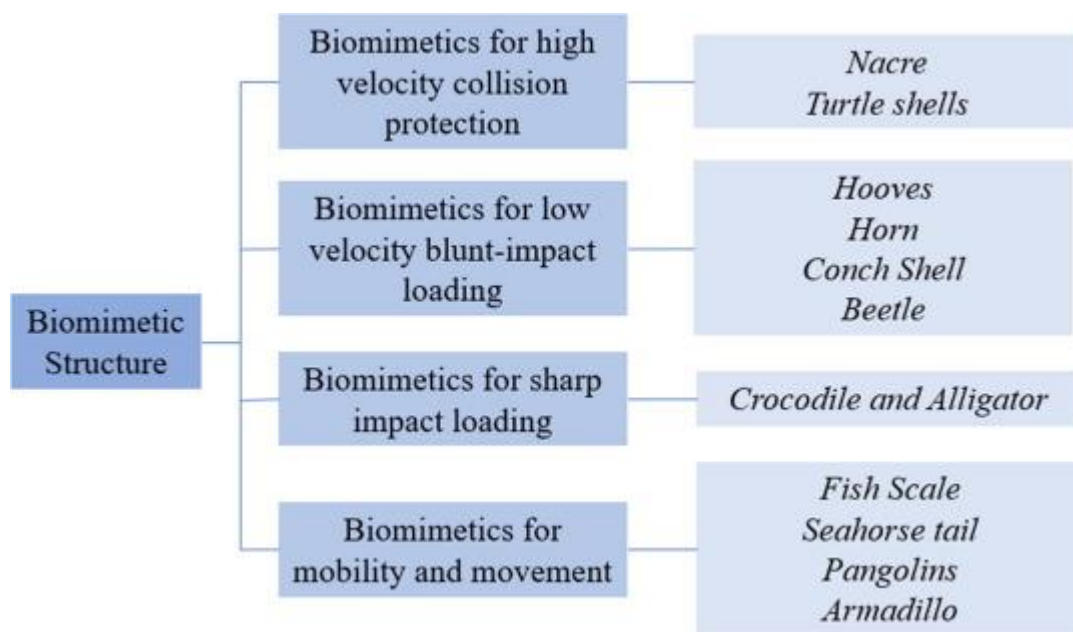 Biomimetic
Structure
Biomimetics for high
velocity collision
protection
Nacre
Turtle shells
Biomimetics for low
velocity blunt-impact
loading
Hooves
Horn
Conch Shell
Beetle
Biomimetics for sharp
impact loading
Crocodile and Alligator
Biomimetics for
mobility and movement
Fish Scale
Seahorse tail
Pangolins
Armadillo